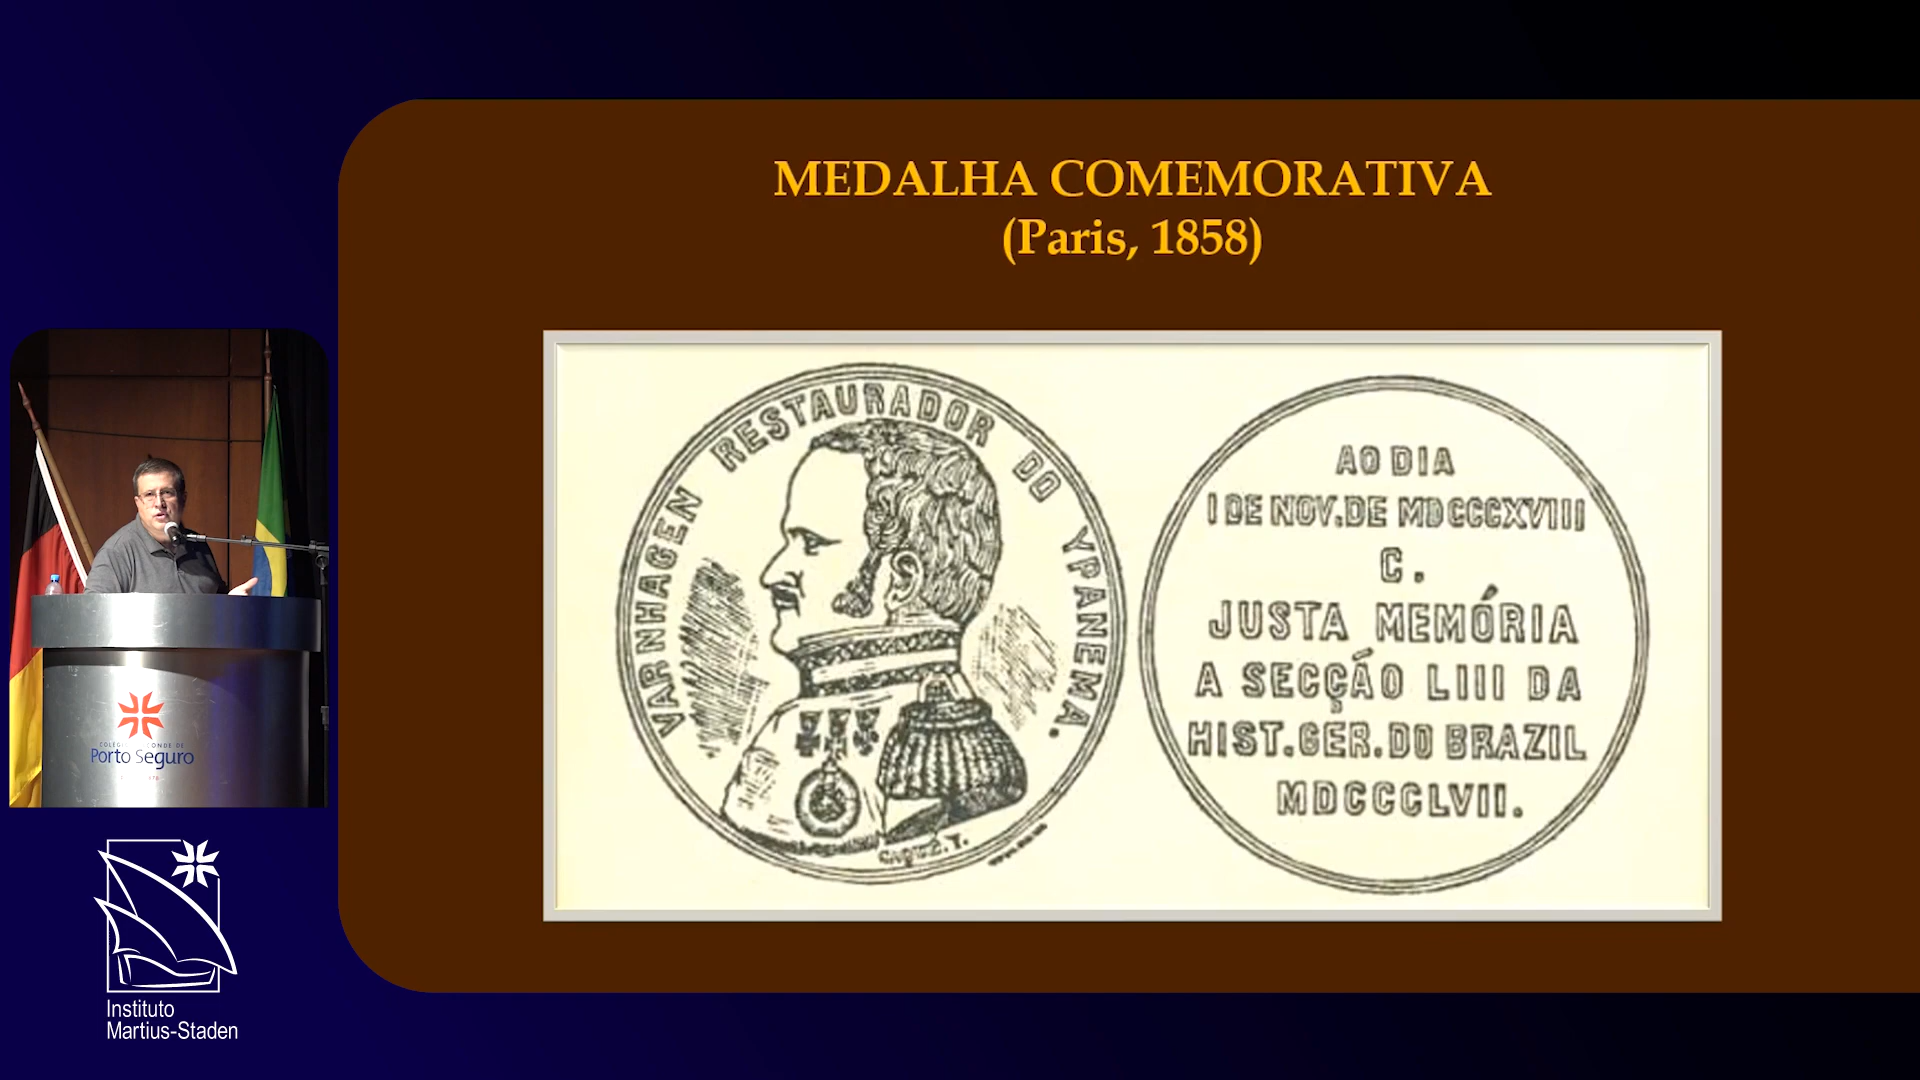 MEDALHA COMEMORATIVA
(Paris, 1858)
VARNHAGEN RESTAURADOR DO YPANEMA.
AO DIA
I DE NOV. DE MDCCCXVIII
C.
JUSTA MEMÓRIA
A SECÇÃO LIII DA
HIST. GER. DO BRAZIL
MDCCCLVII.
Porto Seguro
Instituto
Martius-Staden